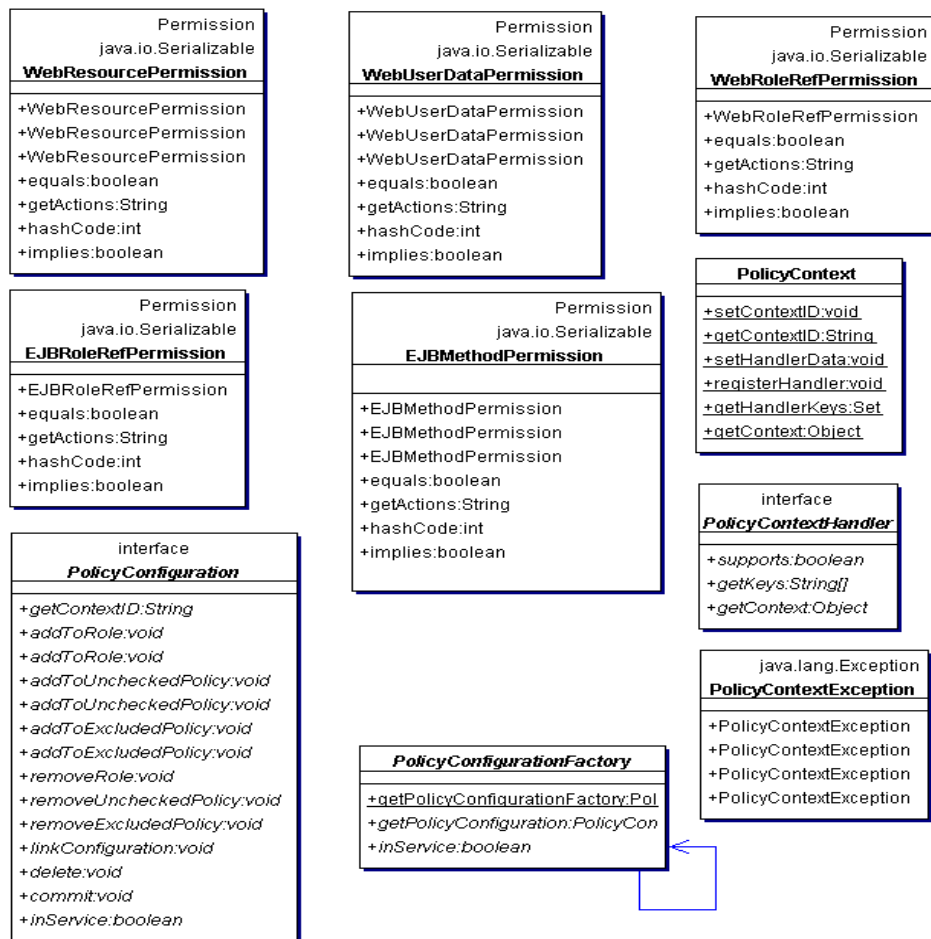 Permission
java.io.Serializable
WebResourcePermission
+WebResourcePermission
+WebResourcePermission
+WebResourcePermission
+equals:boolean
+getActions:String
+hashCode:int
+implies:boolean
Permission
java.io.Serializable
WebUserDataPermission
+WebUserDataPermission
+WebUserDataPermission
+WebUserDataPermission
+equals:boolean
+getActions:String
+hashCode:int
+implies:boolean
Permission
java.io.Serializable
WebRoleRefPermission
+WebRoleRefPermission
+equals:boolean
+getActions:String
+hashCode:int
+implies:boolean
Permission
java.io.Serializable
EJBRoleRefPermission
+EJBRoleRefPermission
+equals:boolean
+getActions:String
+hashCode:int
+implies:boolean
Permission
java.io.Serializable
EJBMethodPermission
+EJBMethodPermission
+EJBMethodPermission
+EJBMethodPermission
+equals:boolean
+getActions:String
+hashCode:int
+implies:boolean
PolicyContext
+setContextID:void
+getContextID:String
+setHandlerData:void
+registerHandler:void
+getHandlerKeys:Set
+getContext:Object
interface
PolicyContextHandler
+supports:boolean
+getKeys:String[]
+getContext:Object
interface
PolicyConfiguration
+getContextID:String
+addToRole:void
+addToRole:void
+addToUncheckedPolicy:void
+addToUncheckedPolicy:void
+addToExcludedPolicy:void
+addToExcludedPolicy:void
+removeRole:void
+removeUncheckedPolicy:void
+removeExcludedPolicy:void
+linkConfiguration:void
+delete:void
+commit:void
+inService:boolean
PolicyConfigurationFactory
+getPolicyConfigurationFactory:Pol
+getPolicyConfiguration:PolicyCon
+inService:boolean
java.lang.Exception
PolicyContextException
+PolicyContextException
+PolicyContextException
+PolicyContextException
+PolicyContextException